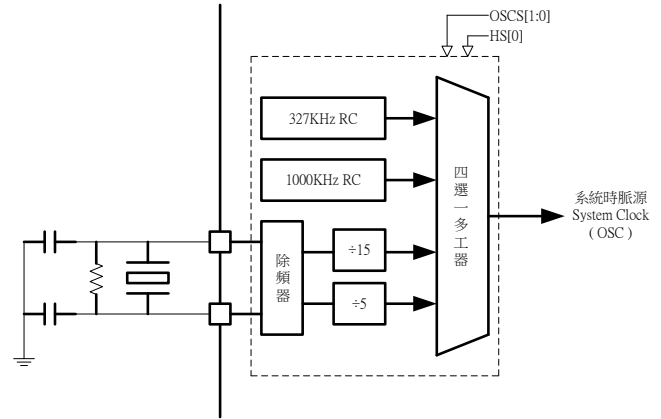 OSCS[1:0]
HS[0]
327KHz RC
1000KHz RC
四選一多工器
系統時脈源
System Clock
( OSC )
除頻器
÷15
÷5